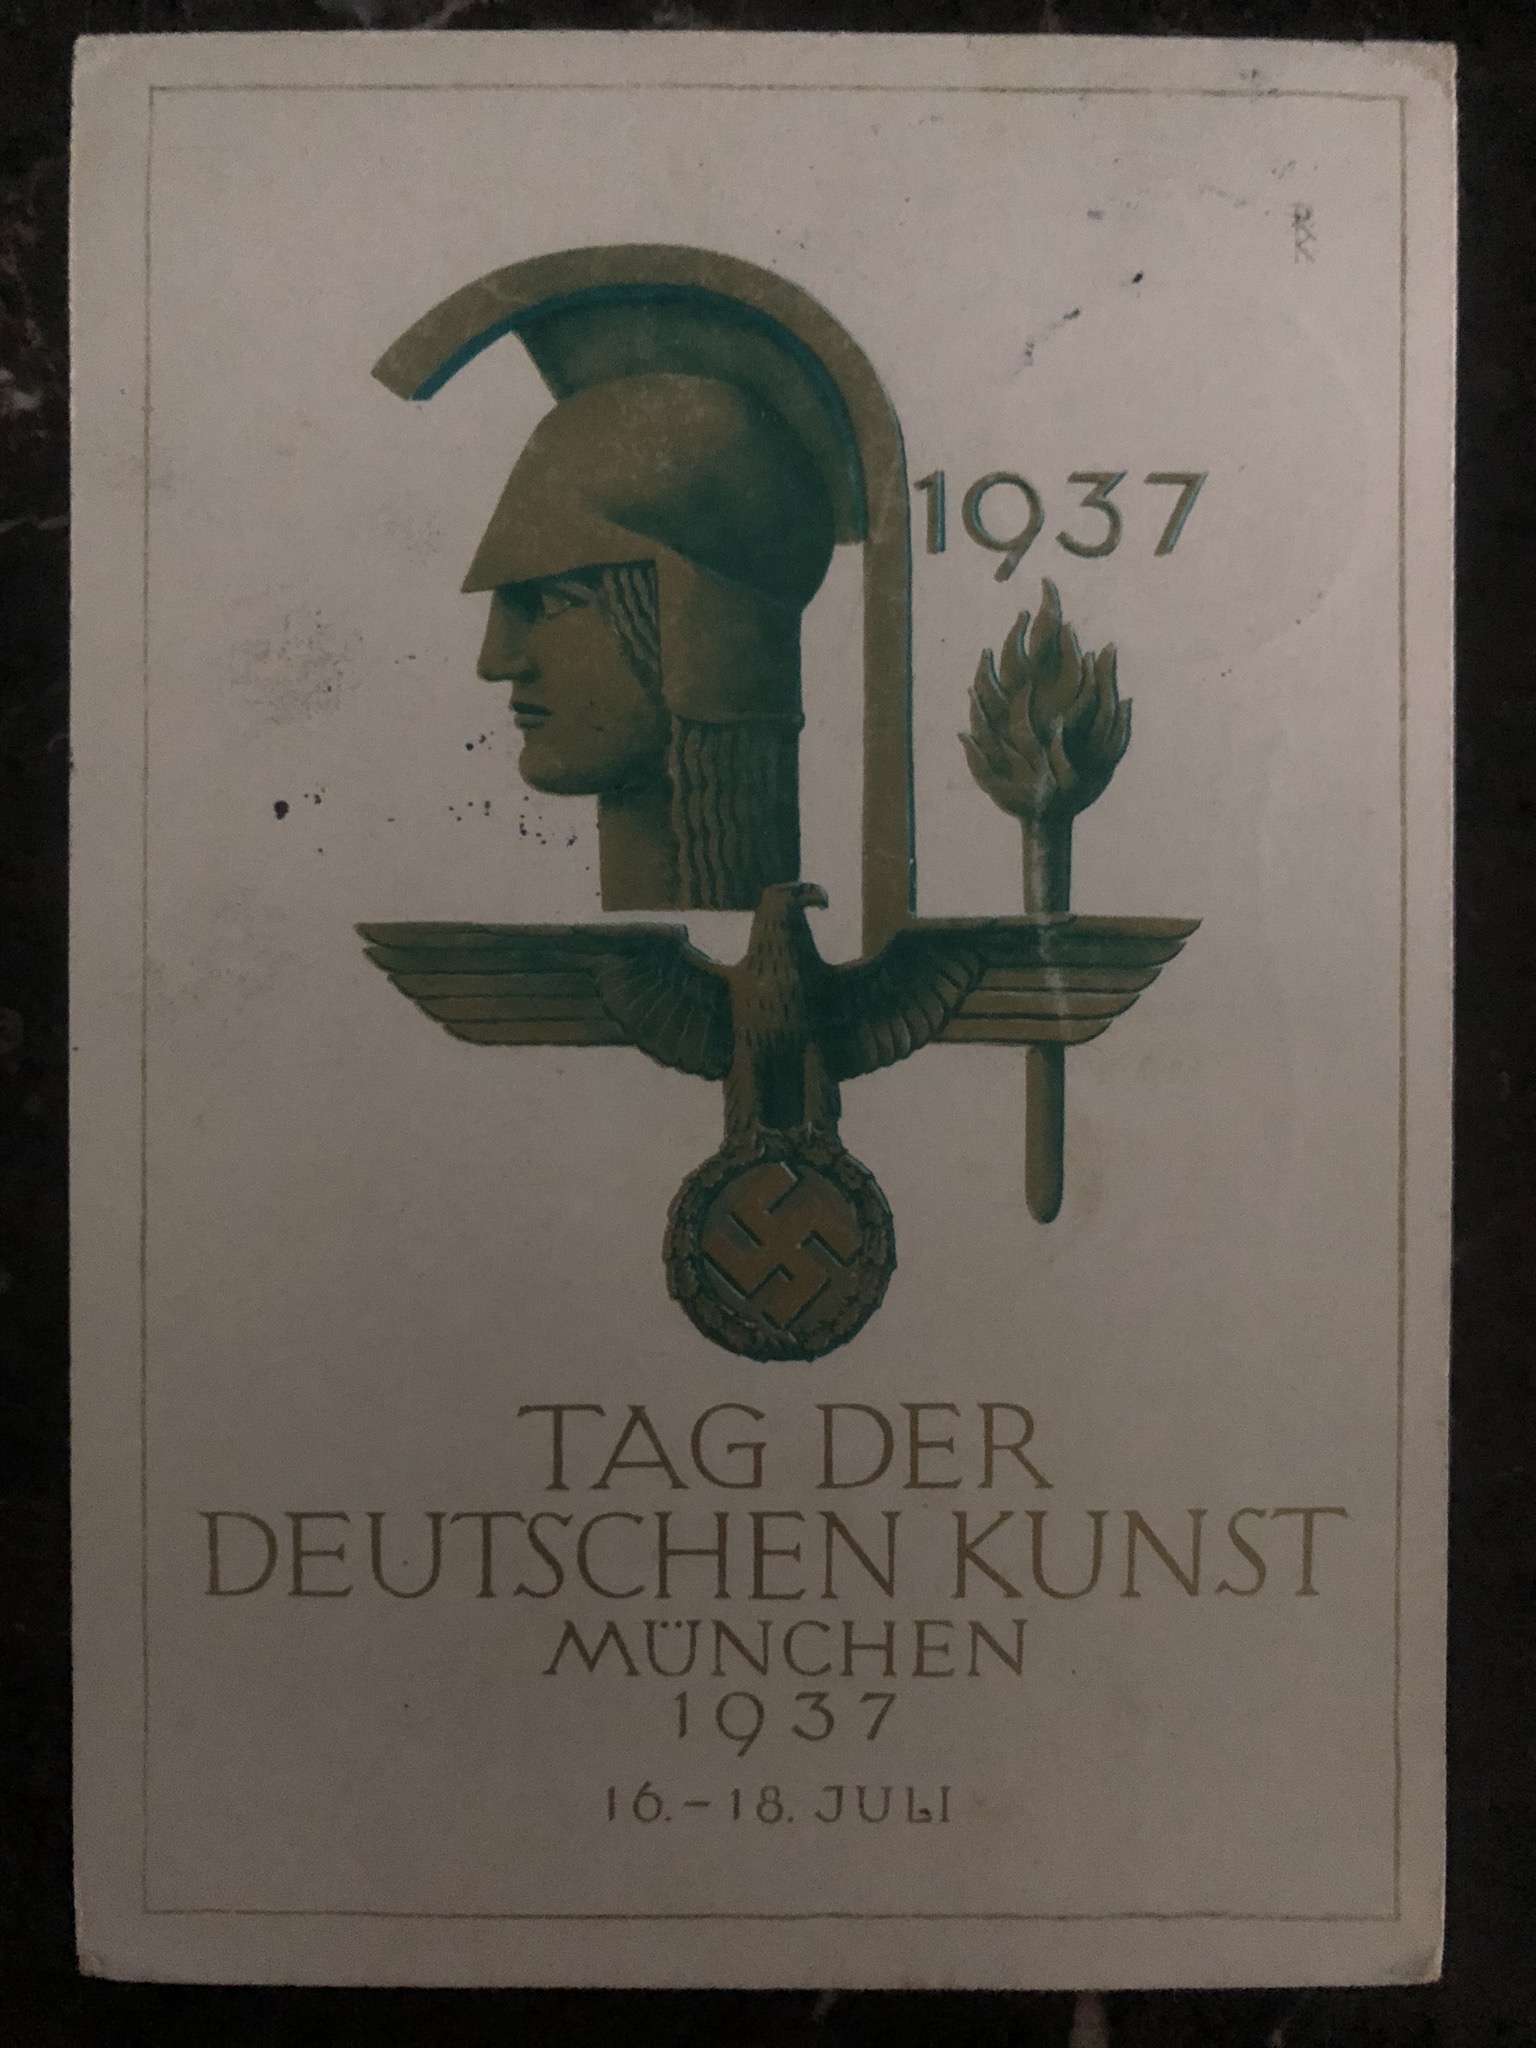 1937
TAG DER
DEUTSCHEN KUNST
MÜNCHEN
1937
16.–18. JULI